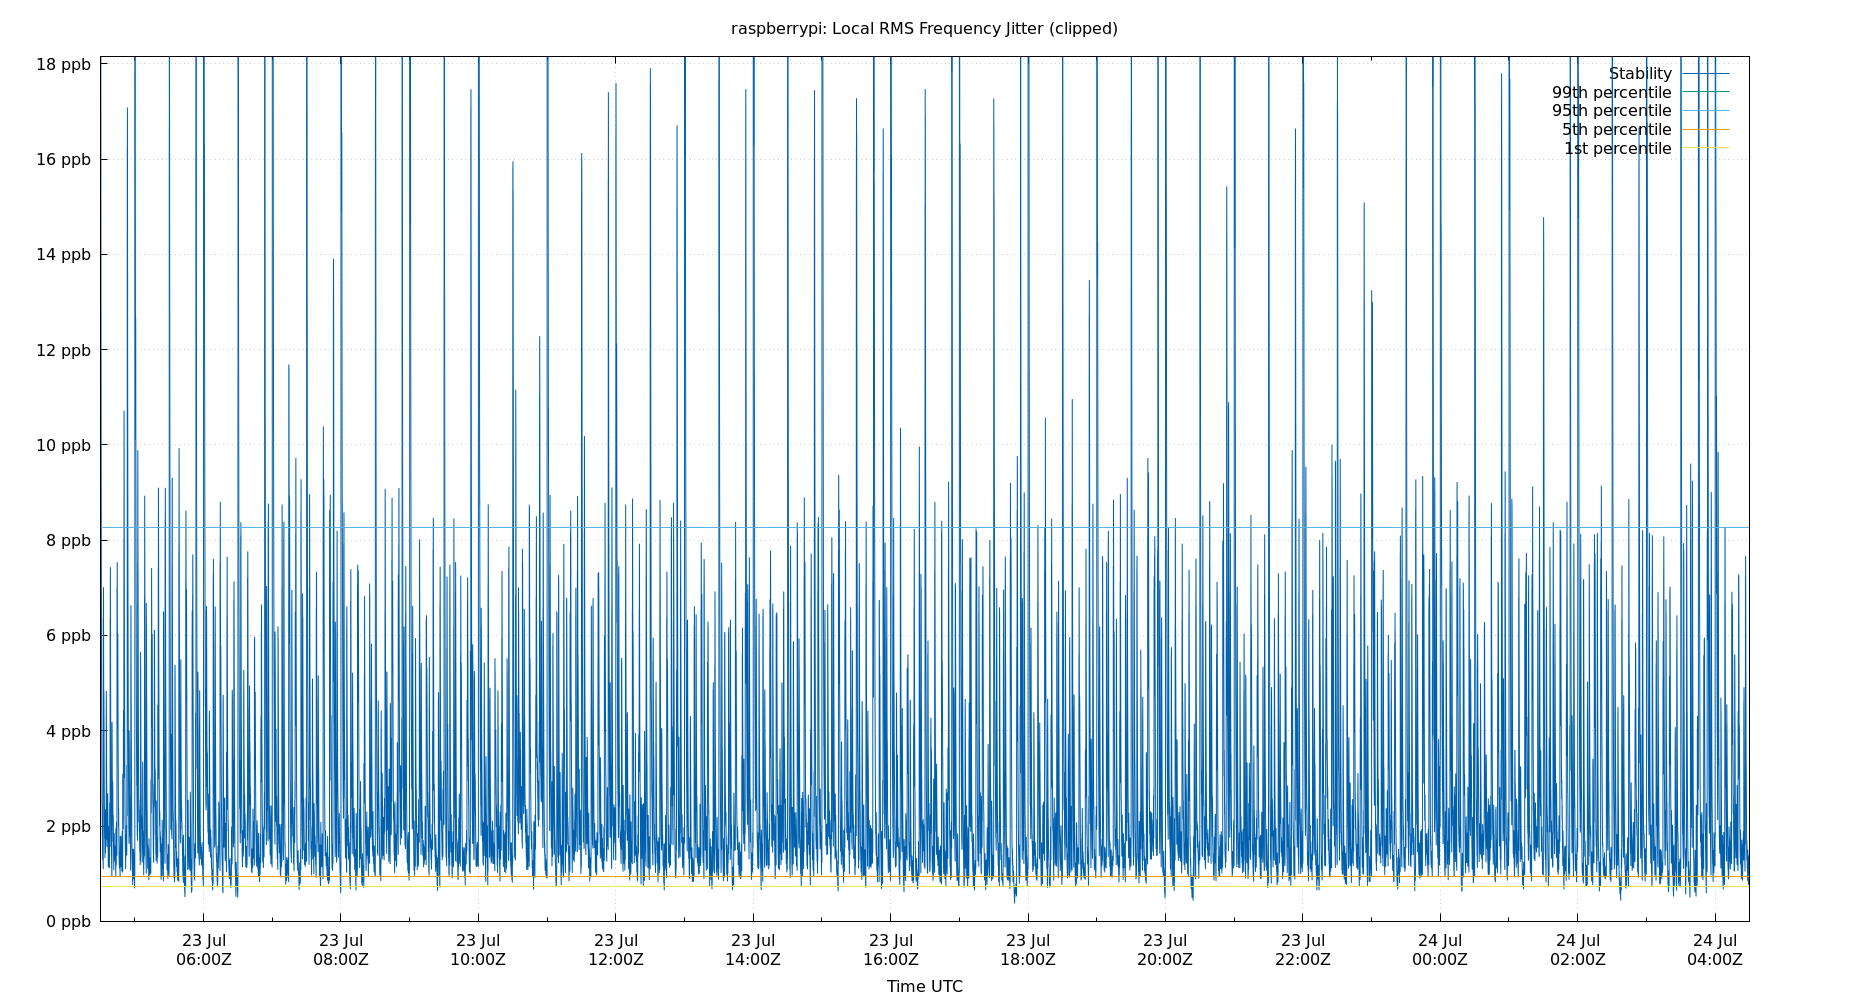 raspberrypi: Local RMS Frequency Jitter (clipped)
18 ppb
16 ppb
14 ppb
12 ppb
10 ppb
8 ppb
6 ppb
4 ppb
2 ppb
0 ppb
Stability
99th percentile
95th percentile
5th percentile
1st percentile
23 Jul 23 Jul 23 Jul 23 Jul 23 Jul 23 Jul 23 Jul 23 Jul 23 Jul 24 Jul 24 Jul 24 Jul
06:00Z 08:00Z 10:00Z 12:00Z 14:00Z 16:00Z 18:00Z 20:00Z 22:00Z 00:00Z 02:00Z 04:00Z
Time UTC